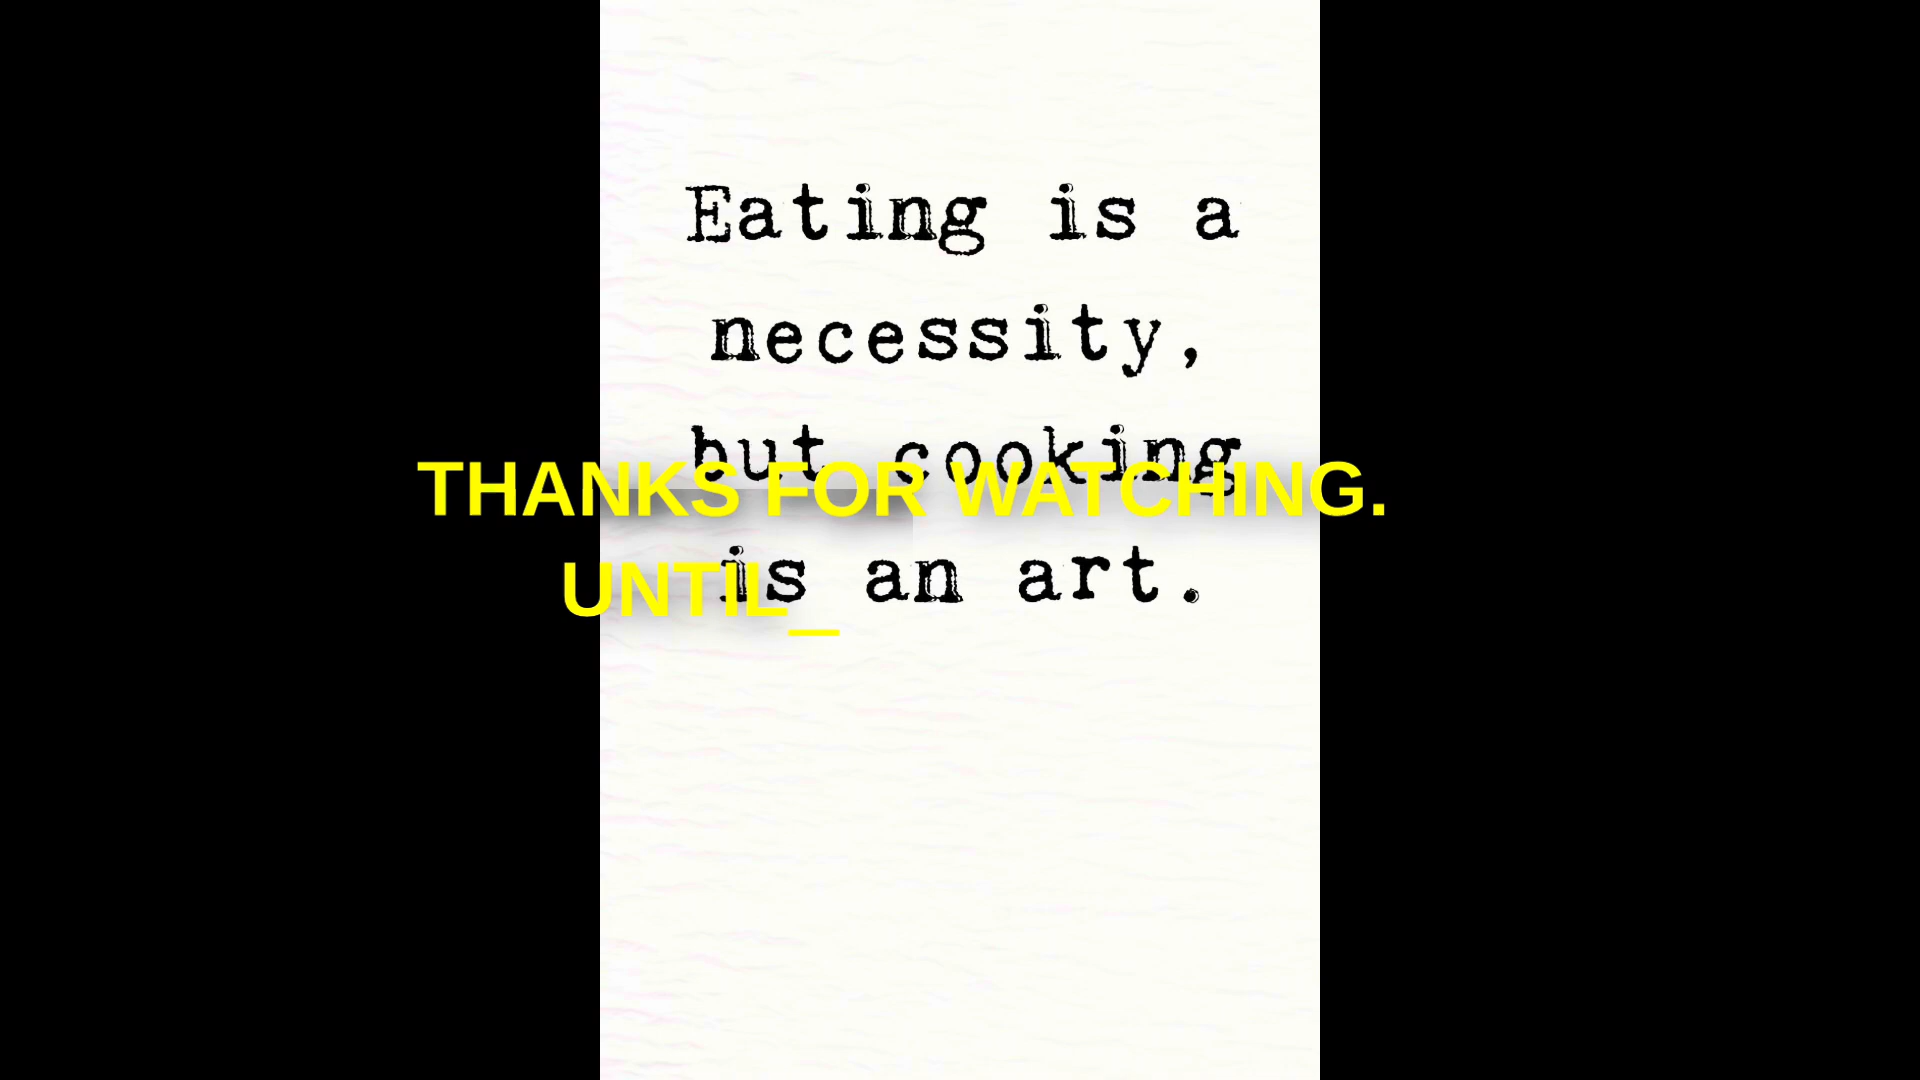 Eating is a
necessity,
but cooking
THANKS FOR WATCHING.
is an art.
UNTIL_